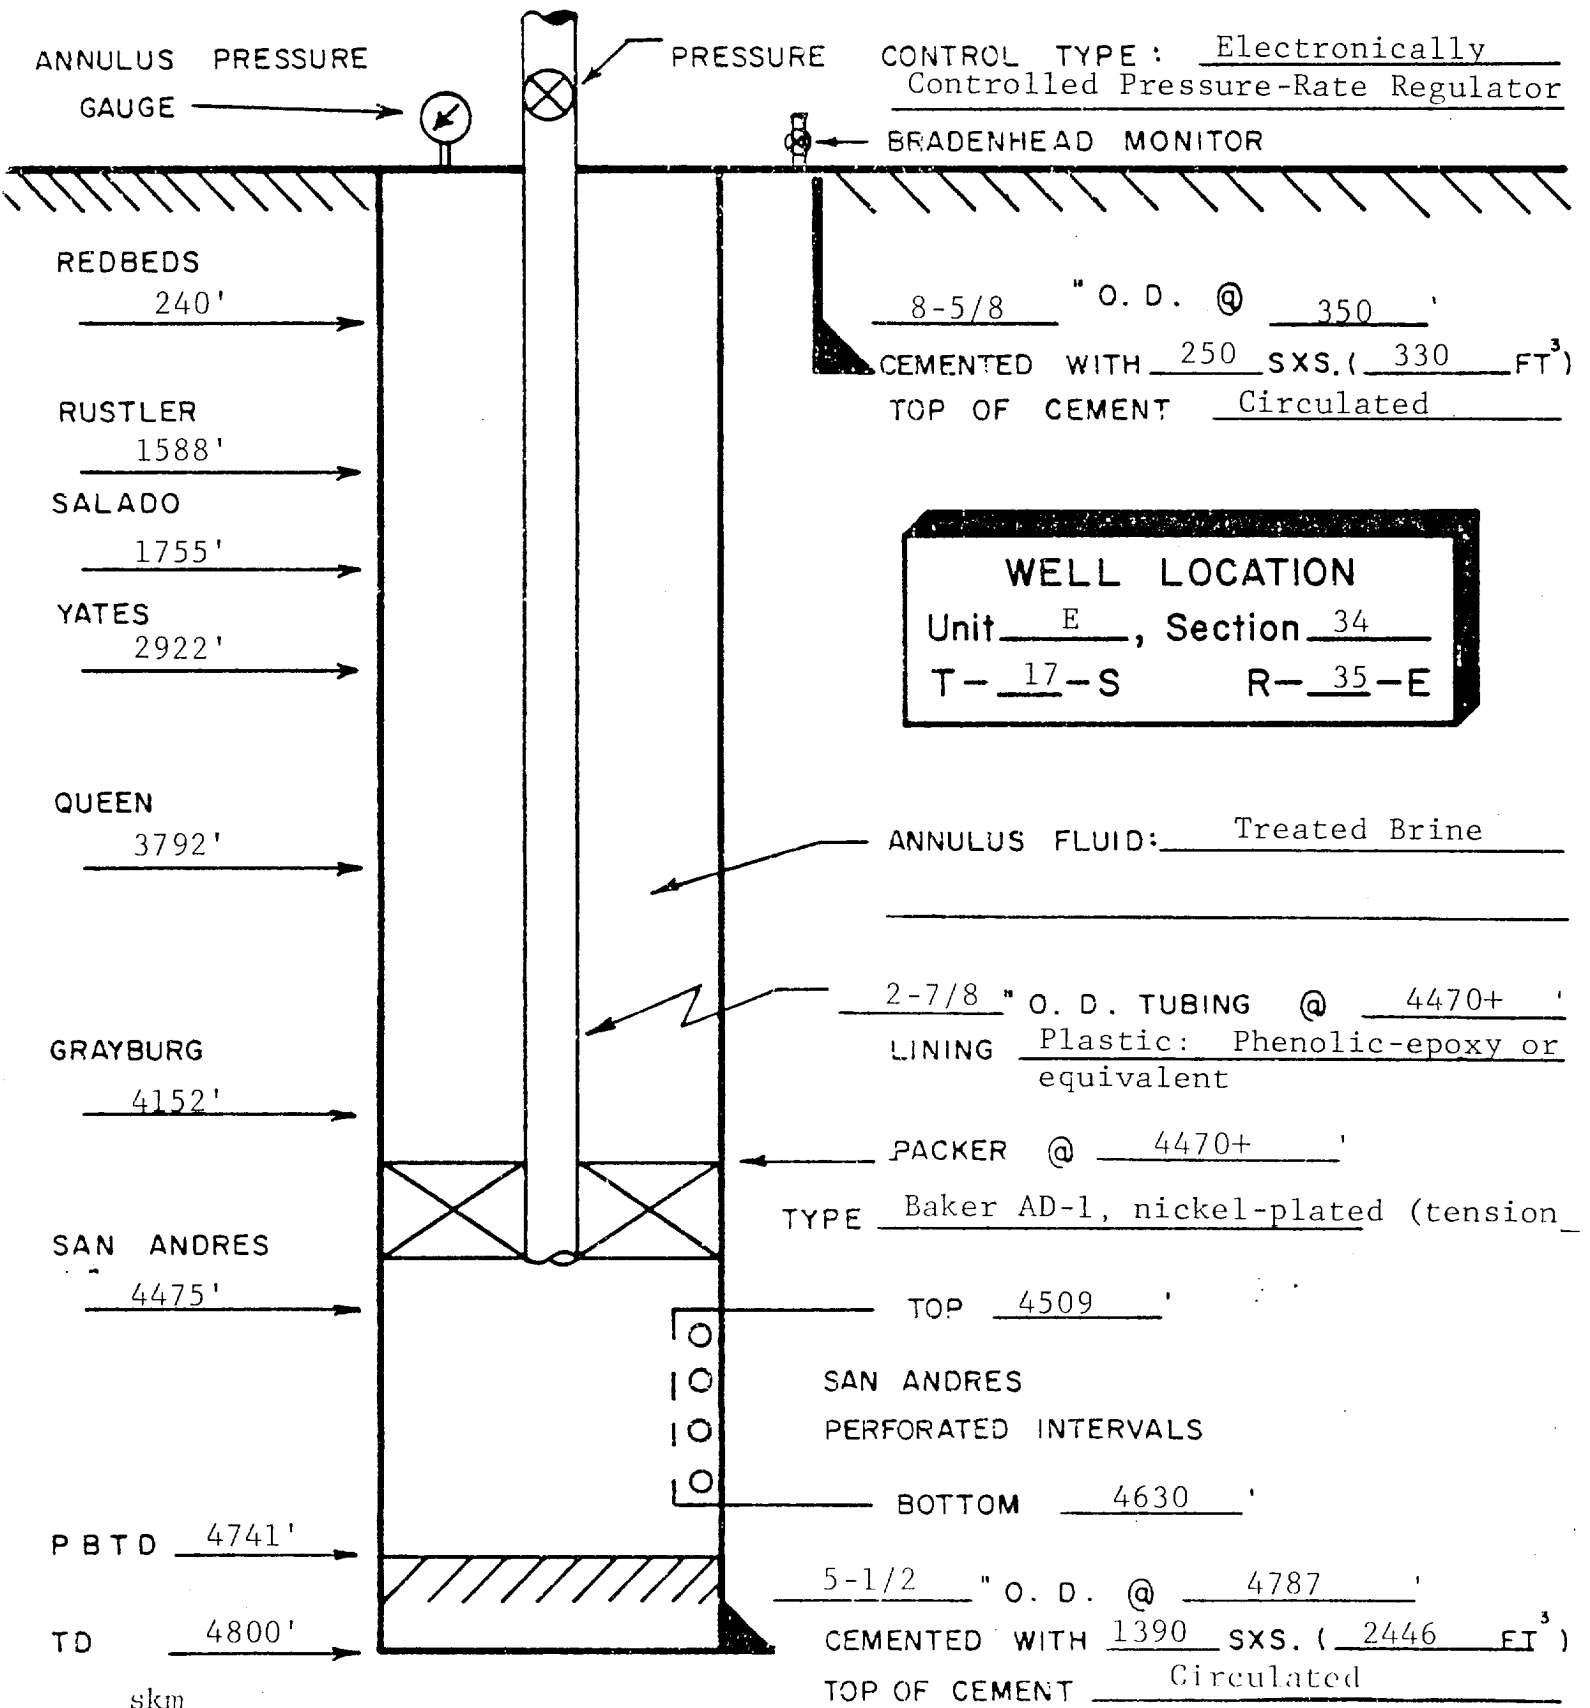 ANNULUS PRESSURE
GAUGE
PRESSURE CONTROL TYPE: Electronically
Controlled Pressure-Rate Regulator
BRADENHEAD MONITOR
REDBEDS
240'
8-5/8 "O.D. @ 350 '
CEMENTED WITH 250 SXS. (330 FT³)
TOP OF CEMENT Circulated
RUSTLER
1588'
SALADO
1755'
YATES
2922'
WELL LOCATION
Unit E, Section 34
T-17-S R-35-E
QUEEN
3792'
ANNULUS FLUID: Treated Brine
2-7/8 "O.D. TUBING @ 4470+ '
LINING Plastic: Phenolic-epoxy or
equivalent
GRAYBURG
4152'
PACKER @ 4470+ '
TYPE Baker AD-1, nickel-plated (tension
SAN ANDRES
4475'
TOP 4509 '
SAN ANDRES
PERFORATED INTERVALS
BOTTOM 4630 '
PBTD 4741'
5-1/2 "O.D. @ 4787 '
TD 4800'
CEMENTED WITH 1390 SXS. (2446 FT³)
TOP OF CEMENT Circulated
skm